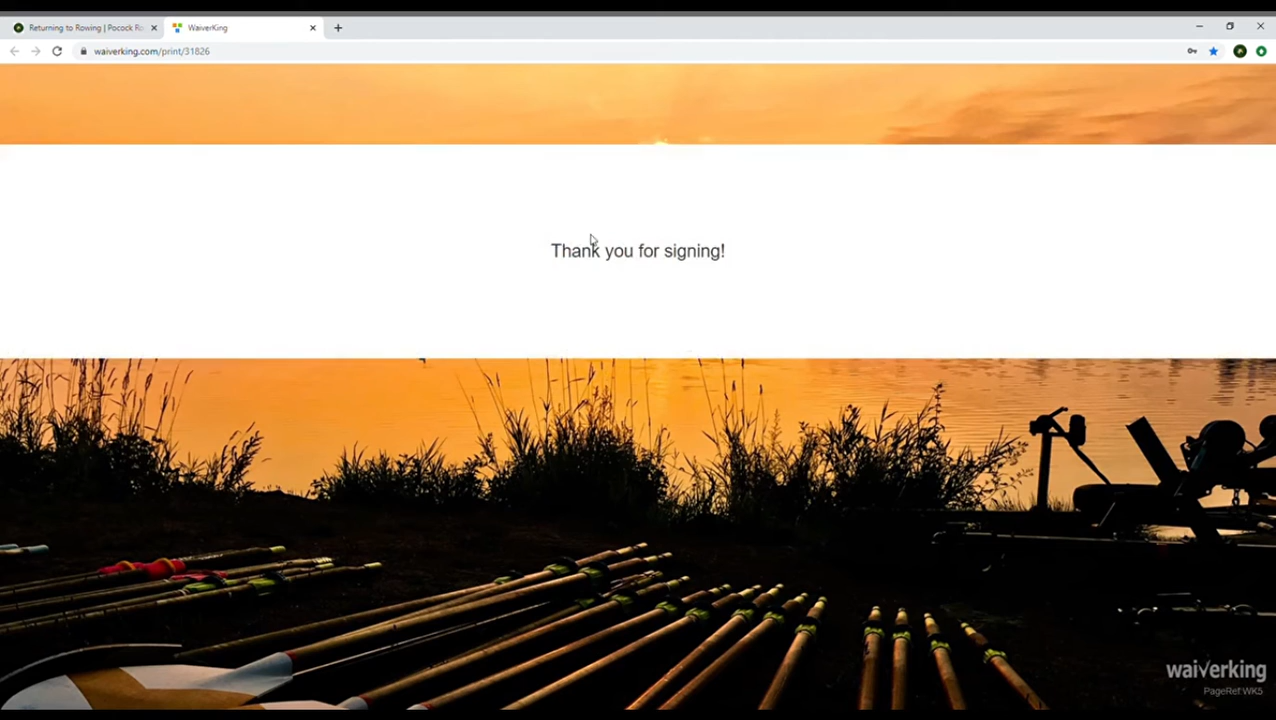 Returning to Rowing | Pocock Ro
WaiverKing
waiverking.com/print/31826
Thank you for signing!
waiverking
PageRef WK5